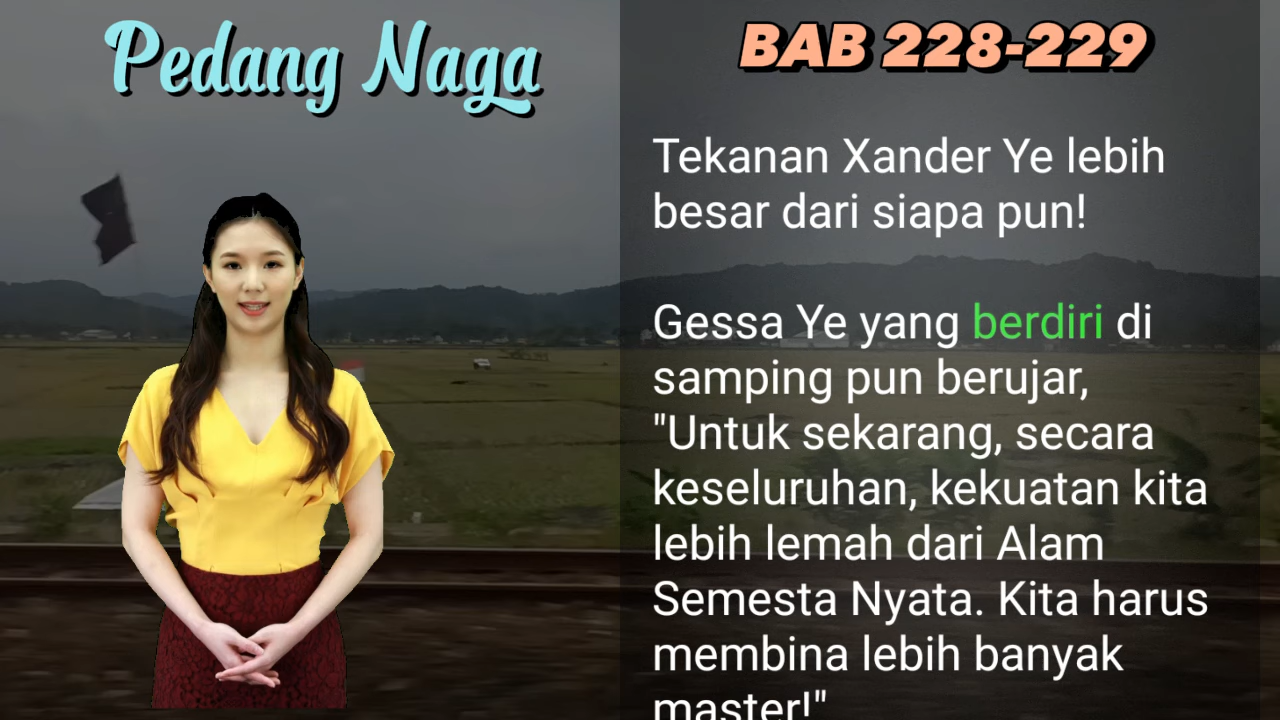 Pedang Naga
BAB 228-229
Tekanan Xander Ye lebih
besar dari siapa pun!
Gessa Ye yang berdiri di
samping pun berujar,
"Untuk sekarang, secara
keseluruhan, kekuatan kita
lebih lemah dari Alam
Semesta Nyata. Kita harus
membina lebih banyak
master!"